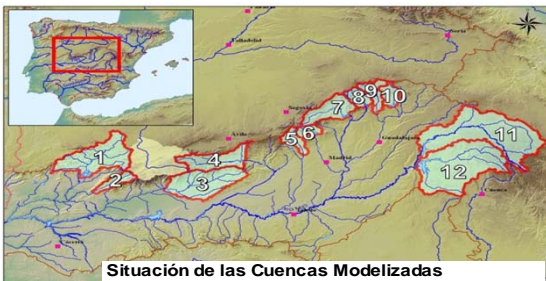 Soria
Valladolid
Segovia
9
8
10
7
Ávila
6
5
Guadalajara
11
1
4
Madrid
2
3
12
Cuenca
Cáceres
Situación de las Cuencas Modelizadas